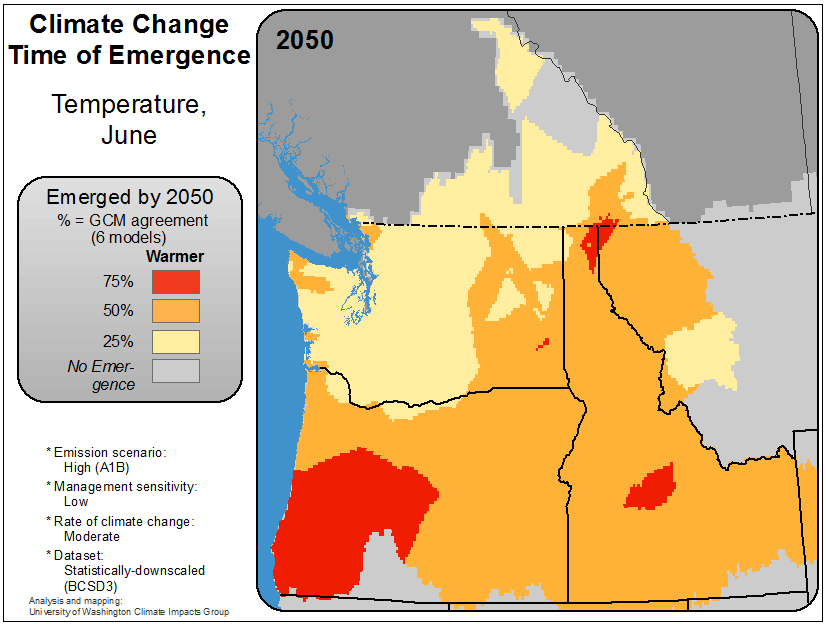 Climate Change
Time of Emergence
Temperature,
June
Emerged by 2050
% = GCM agreement
(6 models)
Warmer
75%
50%
25%
No Emer-
gence
* Emission scenario:
High (A1B)
* Management sensitivity:
Low
* Rate of climate change:
Moderate
* Dataset:
Statistically-downscaled
(BCSD3)
Analysis and mapping:
University of Washington Climate Impacts Group
2050